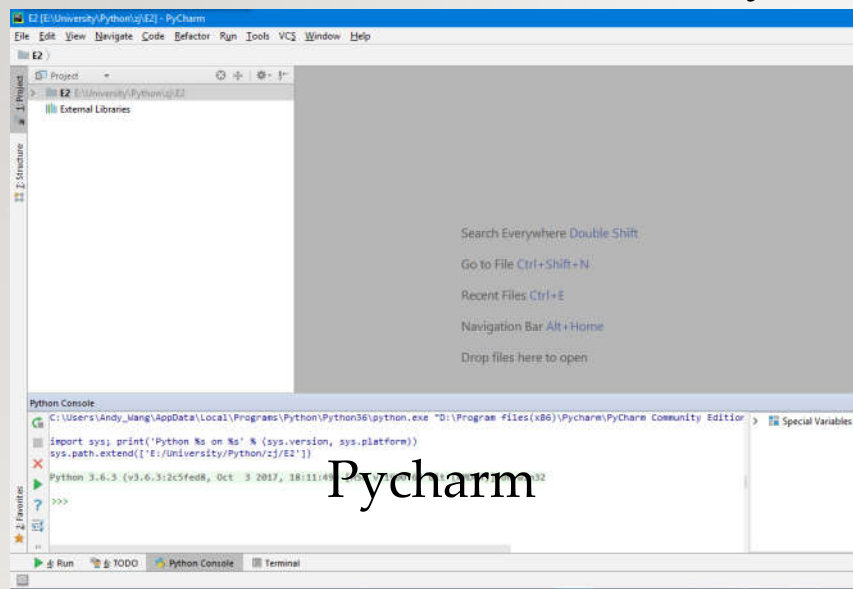 E2 [E:\University\Python\zj\E2] - PyCharm
File Edit View Navigate Code Refactor Run Tools VCS Window Help
E2
Project
1: Project
E2 E:\University\Python\zj\E2
External Libraries
Z: Structure
Search Everywhere Double Shift
Go to File Ctrl+Shift+N
Recent Files Ctrl+E
Navigation Bar Alt+Home
Drop files here to open
Python Console
C:\Users\Andy_Wang\AppData\Local\Programs\Python\Python36\python.exe "D:\Program Files(x86)\Pycharm\PyCharm Community Edition
Special Variables
import sys; print('Python %s on %s' % (sys.version, sys.platform))
sys.path.extend(['E:/University/Python/zj/E2'])
Python 3.6.3 (v3.6.3:2c5fed8, Oct 3 2017, 18:11:49)
>>>
Pycharm
2: Favorites
4: Run 6: TODO Python Console Terminal